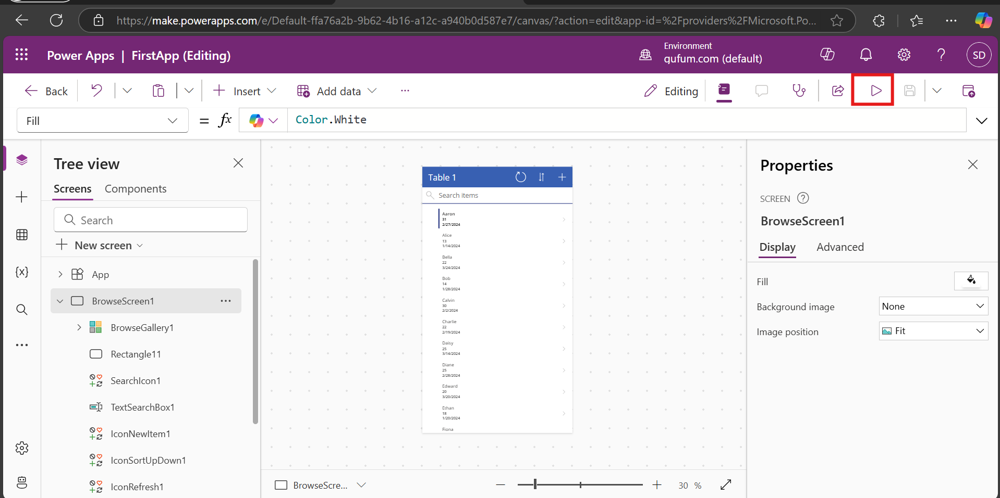 https://make.powerapps.com/e/Default-ffa76a2b-9b62-4b16-a12c-a940b0d587e7/canvas/?action=edit&app-id=%2Fproviders%2FMicrosoft.Po...
Power Apps | FirstApp (Editing)
Environment
gufum.com (default)
SD
Back
Insert
Add data
...
Editing
Fill
= fx
Color.White
Tree view
Screens
Components
Search
New screen
App
BrowseScreen1
BrowseGallery1
Rectangle11
SearchIcon1
TextSearchBox1
IconNewItem1
IconSortUpDown1
IconRefresh1
Table 1
Search items
Aaron
31
2/27/2024
Alice
13
1/14/2024
Bella
22
3/24/2024
Bob
14
1/28/2024
Calvin
30
2/2/2024
Charlie
22
2/19/2024
Daisy
25
3/14/2024
Diane
25
2/28/2024
Edward
20
3/20/2024
Ethan
18
1/20/2024
Fiona
BrowseScre...
30 %
Properties
SCREEN
BrowseScreen1
Display
Advanced
Fill
Background image
None
Image position
Fit